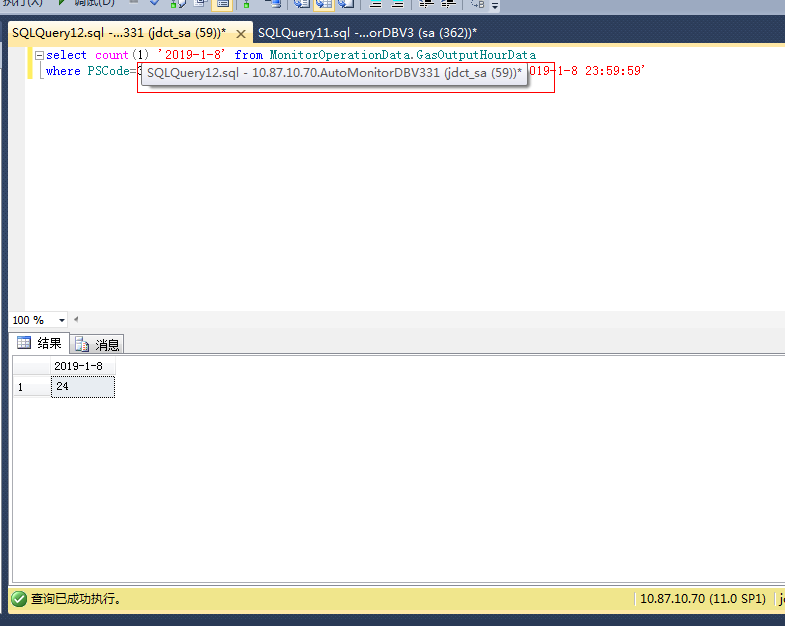 执行(X) 调试(D)
SQLQuery12.sql -...331 (jdct_sa (59))* SQLQuery11.sql -...orDBV3 (sa (362))*
select count(1) '2019-1-8' from MonitorOperationData.GasOutputHourData
where PSCode= 019-1-8 23:59:59'
SQLQuery12.sql - 10.87.10.70.AutoMonitorDBV331 (jdct_sa (59))*
100 %
结果 消息
2019-1-8
1 24
查询已成功执行。 10.87.10.70 (11.0 SP1)